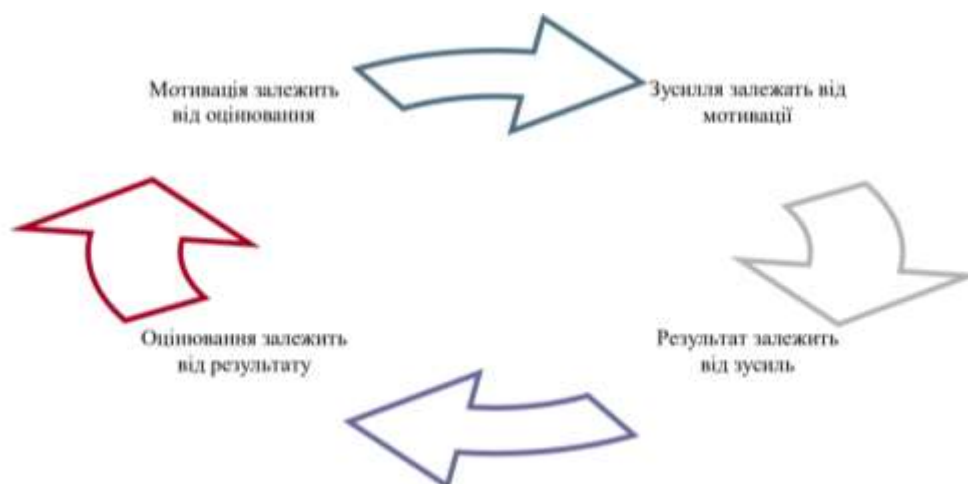 Мотивація залежить
від оцінювання
Зусилля залежать від
мотивації
Результат залежить
від зусиль
Оцінювання залежить
від результату